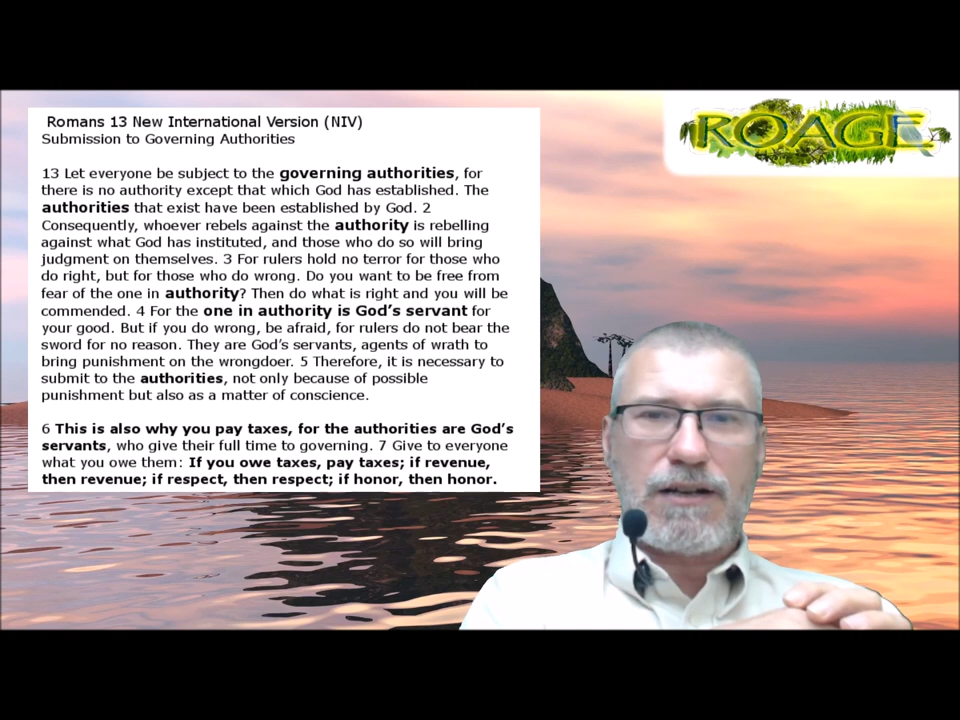 Romans 13 New International Version (NIV)
Submission to Governing Authorities
13 Let everyone be subject to the governing authorities, for
there is no authority except that which God has established. The
authorities that exist have been established by God. 2
Consequently, whoever rebels against the authority is rebelling
against what God has instituted, and those who do so will bring
judgment on themselves. 3 For rulers hold no terror for those who
do right, but for those who do wrong. Do you want to be free from
fear of the one in authority? Then do what is right and you will be
commended. 4 For the one in authority is God’s servant for
your good. But if you do wrong, be afraid, for rulers do not bear the
sword for no reason. They are God’s servants, agents of wrath to
bring punishment on the wrongdoer. 5 Therefore, it is necessary to
submit to the authorities, not only because of possible
punishment but also as a matter of conscience.
6 This is also why you pay taxes, for the authorities are God’s
servants, who give their full time to governing. 7 Give to everyone
what you owe them: If you owe taxes, pay taxes; if revenue,
then revenue; if respect, then respect; if honor, then honor.
ROAGE